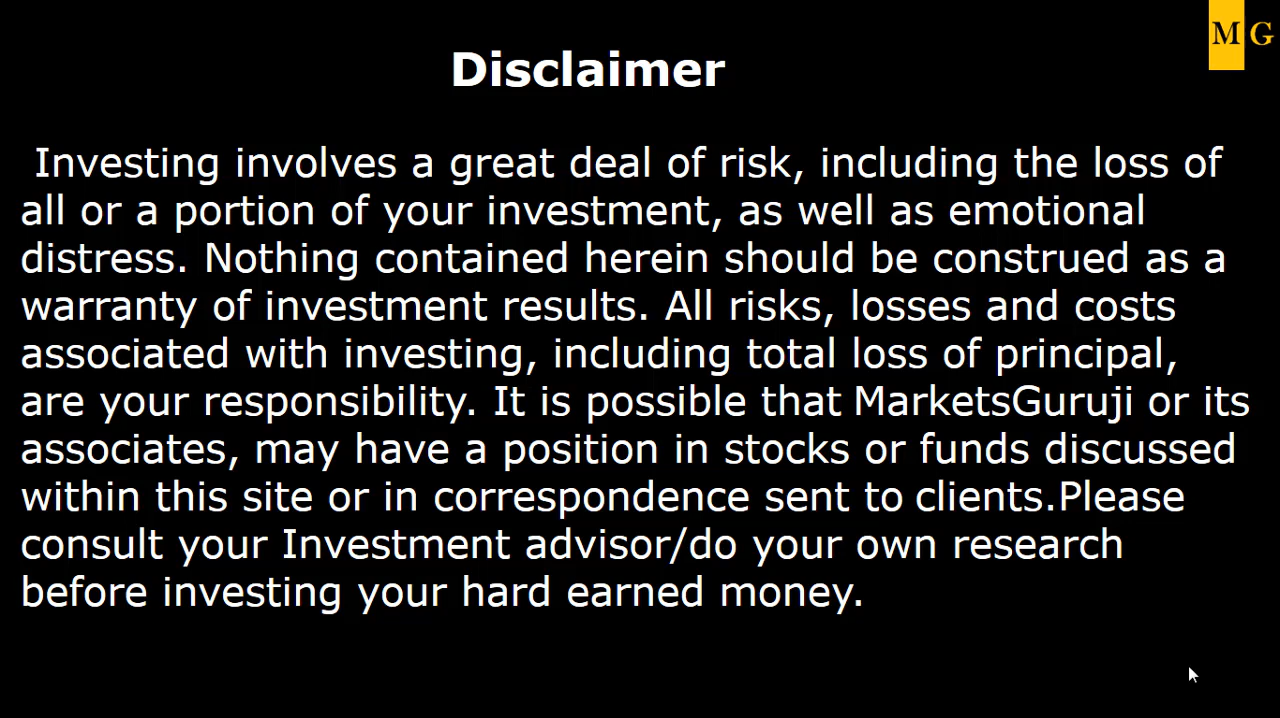 M G
Disclaimer
Investing involves a great deal of risk, including the loss of
all or a portion of your investment, as well as emotional
distress. Nothing contained herein should be construed as a
warranty of investment results. All risks, losses and costs
associated with investing, including total loss of principal,
are your responsibility. It is possible that MarketsGuruji or its
associates, may have a position in stocks or funds discussed
within this site or in correspondence sent to clients.Please
consult your Investment advisor/do your own research
before investing your hard earned money.